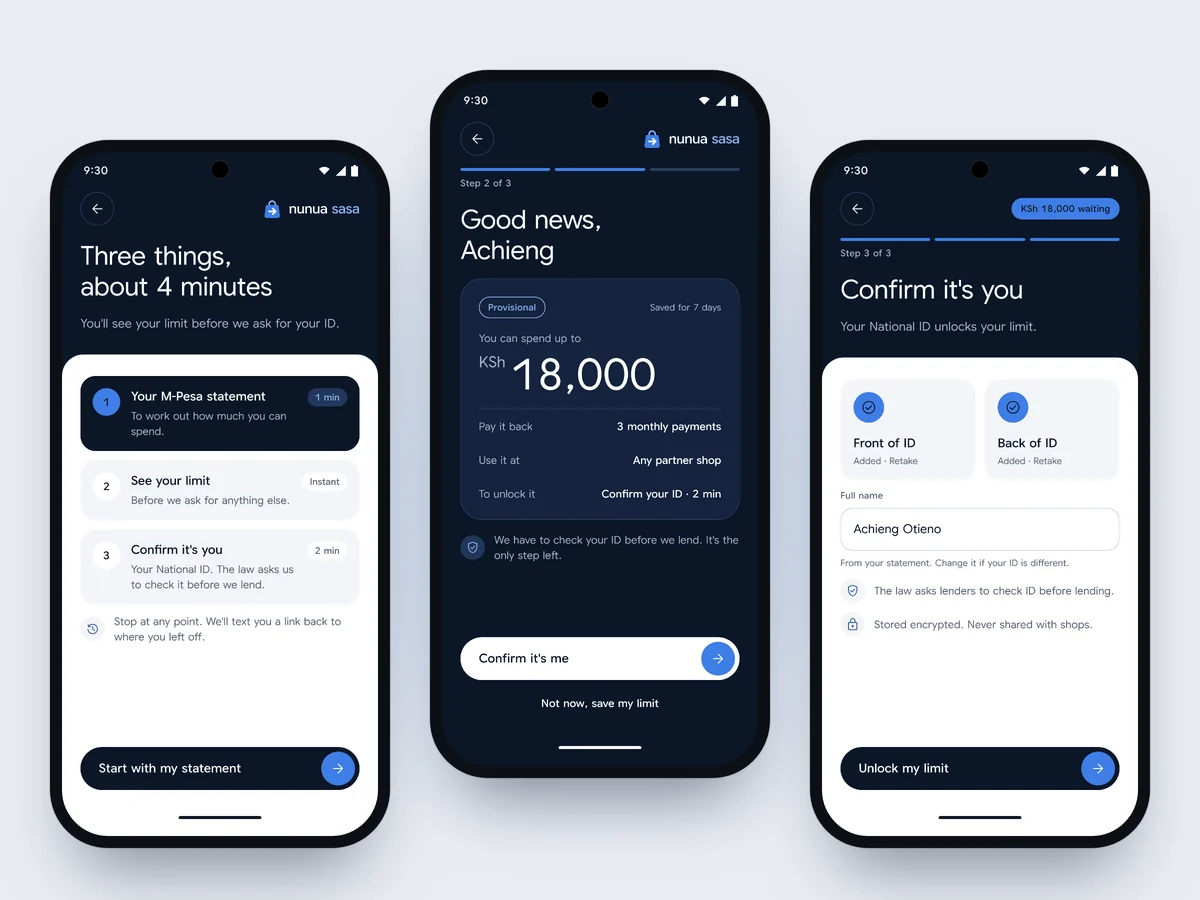 9:30
nunua sasa
Three things,
about 4 minutes
You'll see your limit before we ask for your ID.
1
Your M-Pesa statement
1 min
To work out how much you can
spend.
2
See your limit
Instant
Before we ask for anything else.
3
Confirm it's you
2 min
Your National ID. The law asks us
to check it before we lend.
Stop at any point. We'll text you a link back to
where you left off.
Start with my statement
9:30
nunua sasa
Step 2 of 3
Good news,
Achieng
Provisional
Saved for 7 days
You can spend up to
KSh 18,000
Pay it back
3 monthly payments
Use it at
Any partner shop
To unlock it
Confirm your ID · 2 min
We have to check your ID before we lend. It's the
only step left.
Confirm it's me
Not now, save my limit
9:30
KSh 18,000 waiting
Step 3 of 3
Confirm it's you
Your National ID unlocks your limit.
Front of ID
Added · Retake
Back of ID
Added · Retake
Full name
Achieng Otieno
From your statement. Change it if your ID is different.
The law asks lenders to check ID before lending.
Stored encrypted. Never shared with shops.
Unlock my limit